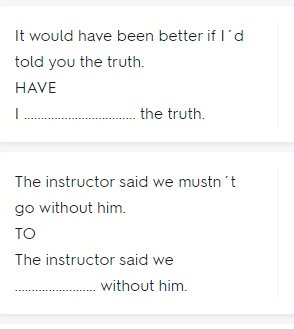 It would have been better if I´d
told you the truth.
HAVE
I .................................. the truth.
The instructor said we mustn´t
go without him.
TO
The instructor said we
........................ without him.